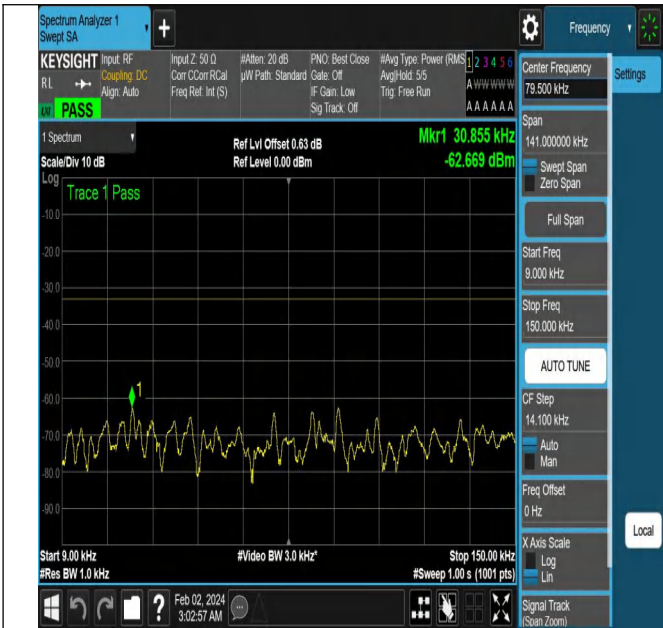 Spectrum Analyzer 1
Swept SA
Frequency
KEYSIGHT
RL
PASS
Input: RF
Coupling: DC
Align: Auto
Input Z: 50 Ω
Corr CCorr RCal
Freq Ref: Int (S)
#Atten: 20 dB
µW Path: Standard
PNO: Best Close
Gate: Off
IF Gain: Low
Sig Track: Off
#Avg Type: Power (RMS
Avg|Hold: 5/5
Trig: Free Run
1 2 3 4 5 6
A W W W W W
A A A A A A
1 Spectrum
Scale/Div 10 dB
Ref Lvl Offset 0.63 dB
Ref Level 0.00 dBm
Mkr1 30.855 kHz
-62.669 dBm
Log
Trace 1 Pass
-10.0
-20.0
-30.0
-40.0
-50.0
-60.0
-70.0
-80.0
-90.0
1
Start 9.00 kHz
#Res BW 1.0 kHz
#Video BW 3.0 kHz*
Stop 150.00 kHz
#Sweep 1.00 s (1001 pts)
Feb 02, 2024
3:02:57 AM
Center Frequency
79.500 kHz
Settings
Span
141.000000 kHz
Swept Span
Zero Span
Full Span
Start Freq
9.000 kHz
Stop Freq
150.000 kHz
AUTO TUNE
CF Step
14.100 kHz
Auto
Man
Freq Offset
0 Hz
X Axis Scale
Log
Lin
Local
Signal Track
(Span Zoom)